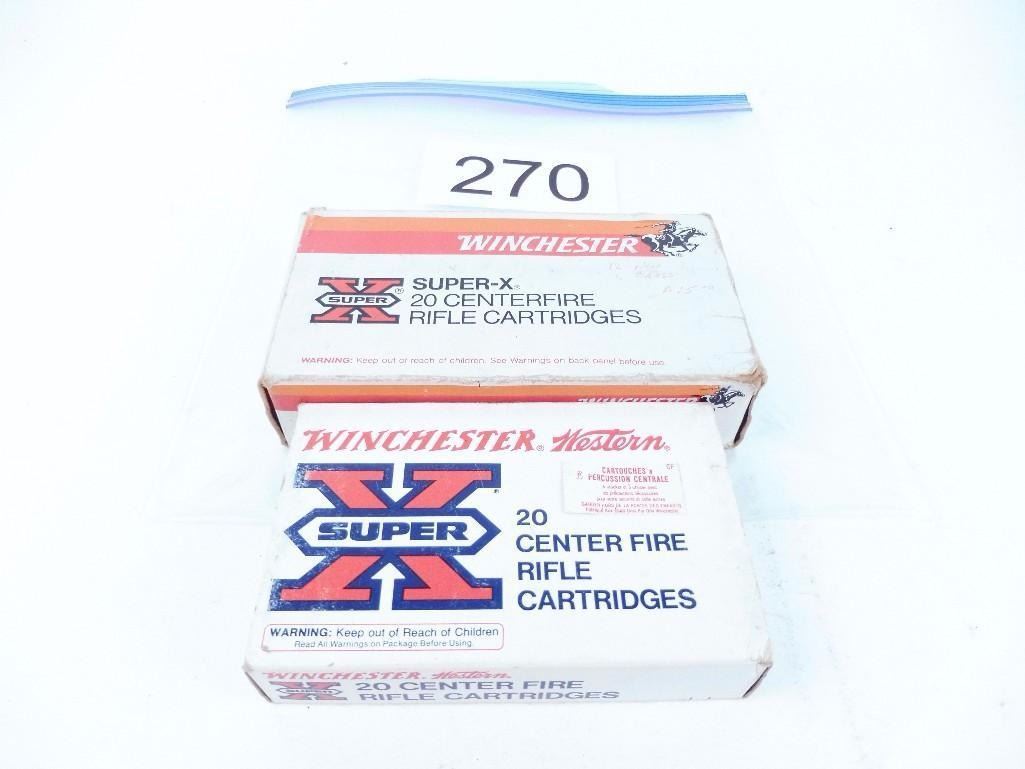 270
WINCHESTER
SUPER-X®
X SUPER ®
20 CENTERFIRE
RIFLE CARTRIDGES
WARNING: Keep out of reach of children. See Warnings on back panel before use.
WINCHESTER
WINCHESTER® Western®
CF
CARTOUCHES
PERCUSSION CENTRALE
X SUPER ®
20
CENTER FIRE
RIFLE
CARTRIDGES
WARNING: Keep out of Reach of Children
Read All Warnings on Package Before Using.
WINCHESTER Western
X SUPER
20 CENTER FIRE
RIFLE CARTRIDGES